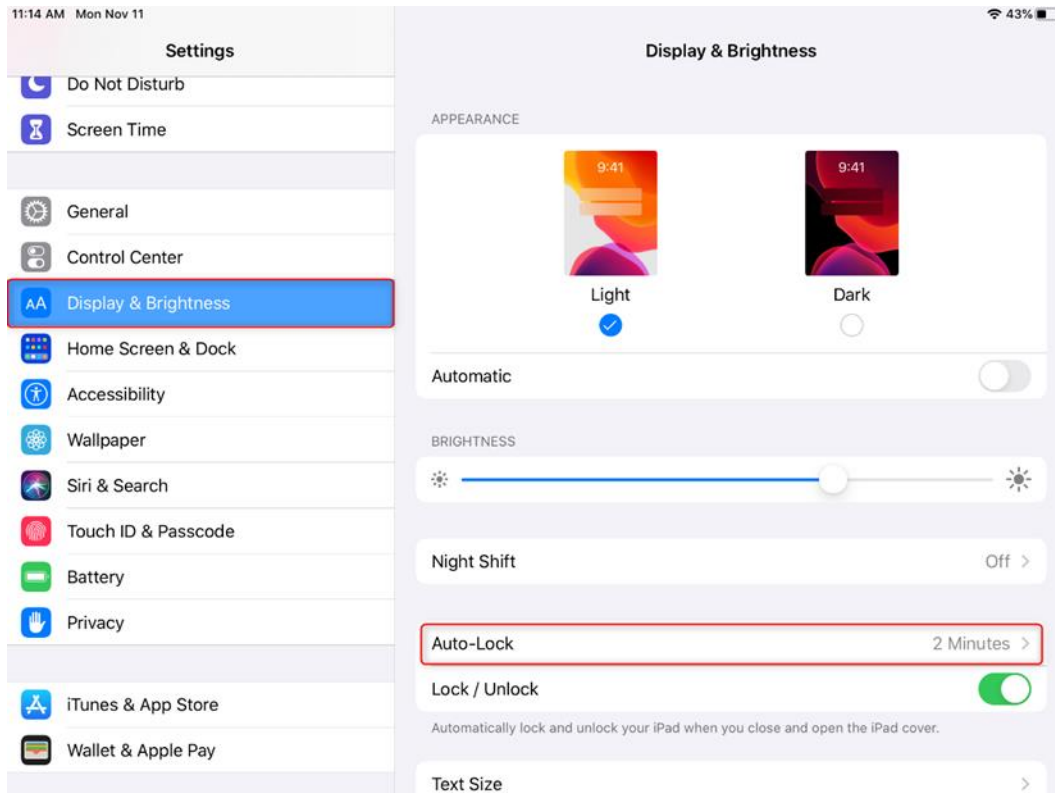 11:14 AM Mon Nov 11
43%
Settings
Do Not Disturb
Screen Time
General
Control Center
AA Display & Brightness
Home Screen & Dock
Accessibility
Wallpaper
Siri & Search
Touch ID & Passcode
Battery
Privacy
iTunes & App Store
Wallet & Apple Pay
Display & Brightness
APPEARANCE
9:41 9:41
Light Dark
Automatic
BRIGHTNESS
Night Shift Off >
Auto-Lock 2 Minutes >
Lock / Unlock
Automatically lock and unlock your iPad when you close and open the iPad cover.
Text Size >